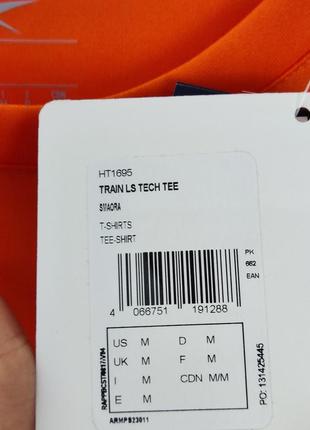 HT1695
TRAIN LS TECH TEE
SMAORA
T-SHIRTS
TEE-SHIRT
PK
662
EAN
4 066751 191288
US M D M
UK M F M
I M CDN M/M
E M
ARMPS23011
PO: 131425445